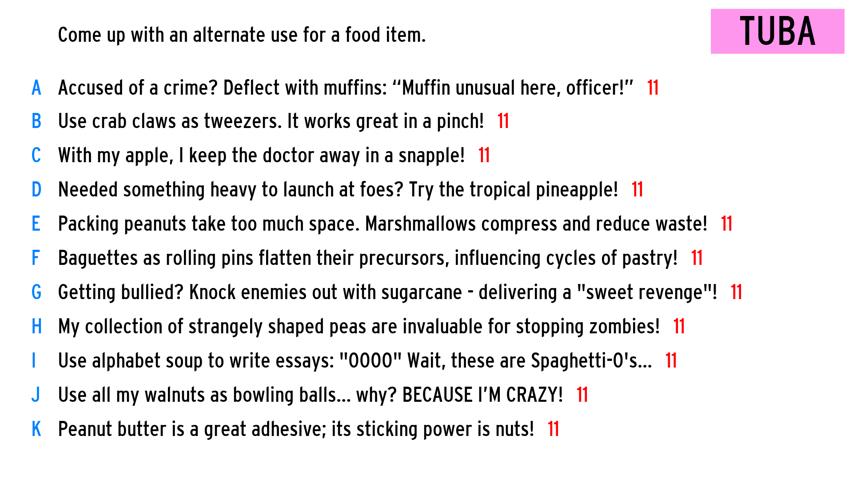 Come up with an alternate use for a food item.
TUBA
A Accused of a crime? Deflect with muffins: “Muffin unusual here, officer!” 11
B Use crab claws as tweezers. It works great in a pinch! 11
C With my apple, I keep the doctor away in a snapple! 11
D Needed something heavy to launch at foes? Try the tropical pineapple! 11
E Packing peanuts take too much space. Marshmallows compress and reduce waste! 11
F Baguettes as rolling pins flatten their precursors, influencing cycles of pastry! 11
G Getting bullied? Knock enemies out with sugarcane - delivering a "sweet revenge"! 11
H My collection of strangely shaped peas are invaluable for stopping zombies! 11
I Use alphabet soup to write essays: "OOOO" Wait, these are Spaghetti-O's... 11
J Use all my walnuts as bowling balls... why? BECAUSE I’M CRAZY! 11
K Peanut butter is a great adhesive; its sticking power is nuts! 11